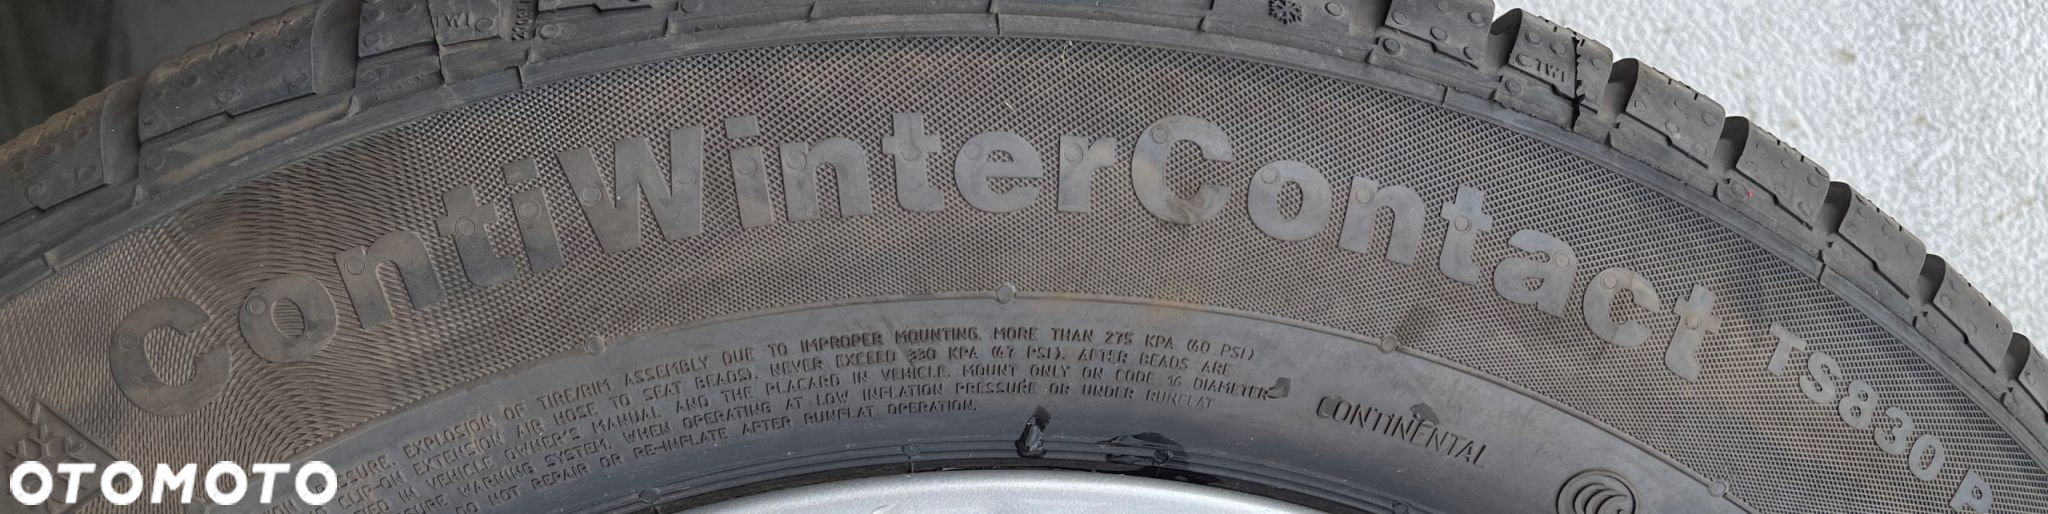 TWI
TWI
ContiWinterContact TS830 P
EXPLOSION OF TIRE/RIM ASSEMBLY DUE TO IMPROPER MOUNTING. MORE THAN 275 KPA (40 PSI)
CLIP-ON EXTENSION AIR HOSE TO SEAT BEADS). NEVER EXCEED 330 KPA (47 PSI). AFTER BEADS ARE
IN VEHICLE OWNER'S MANUAL AND THE PLACARD IN VEHICLE. MOUNT ONLY ON CODE 16 DIAMETER
WARNING SYSTEM. WHEN OPERATING AT LOW INFLATION PRESSURE OR UNDER RUNFLAT
DO NOT REPAIR OR RE-INFLATE AFTER RUNFLAT OPERATION.
CONTINENTAL
OTOMOTO